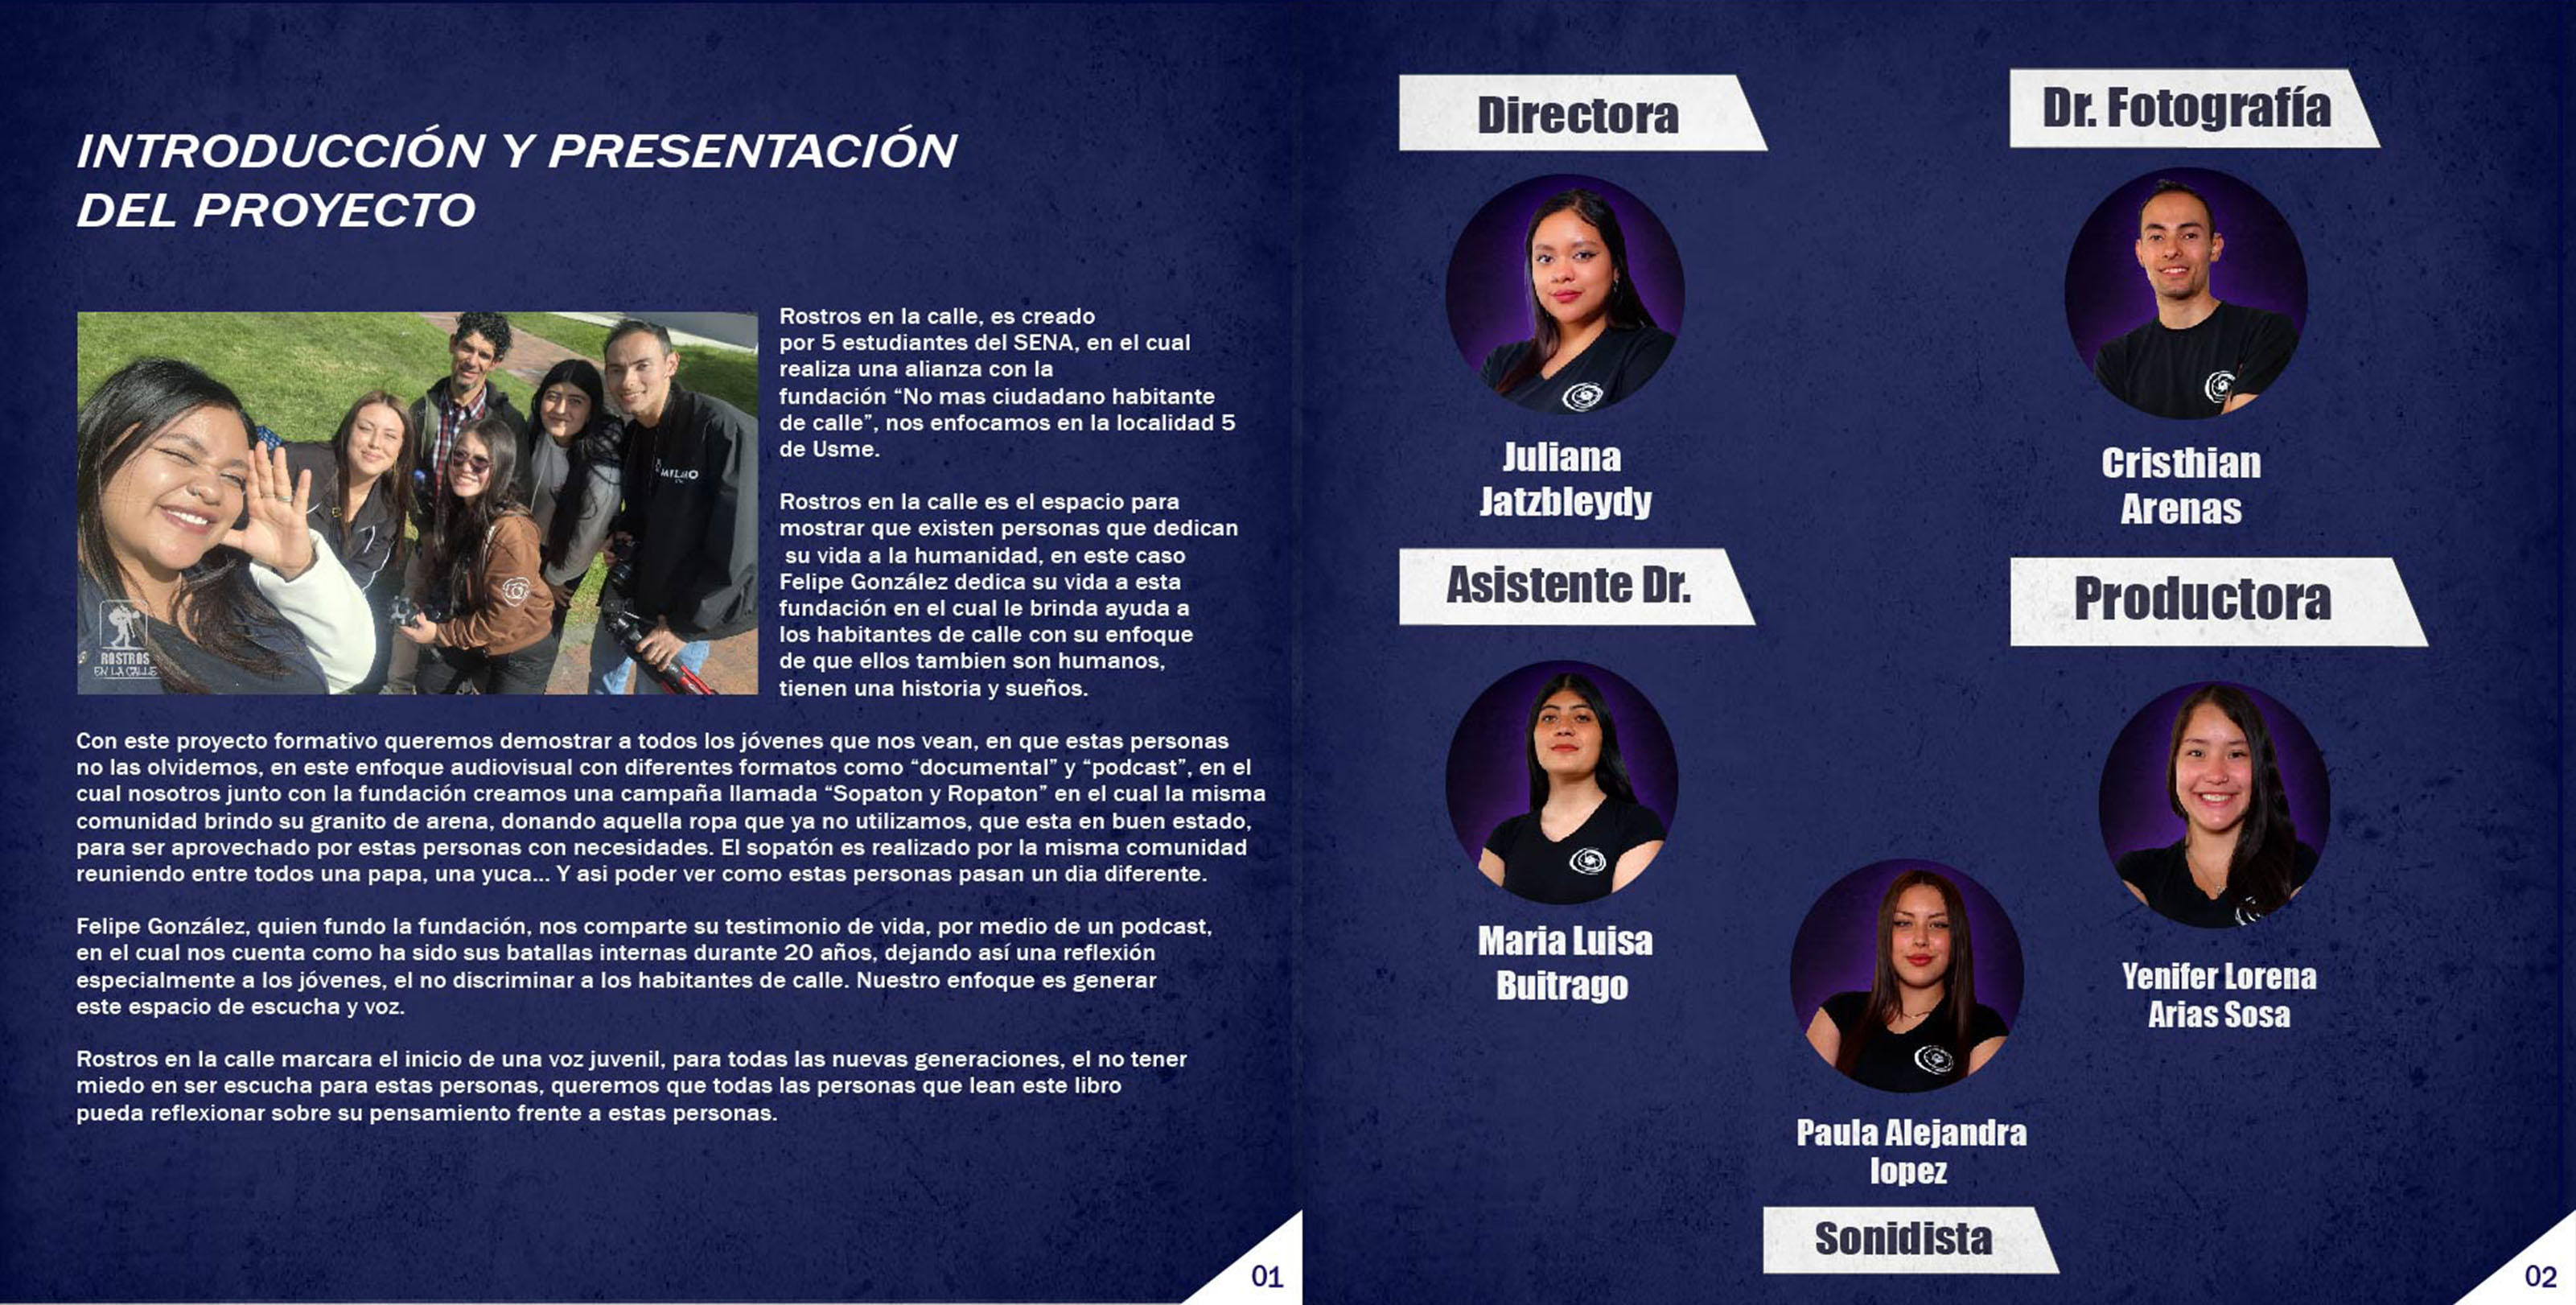 INTRODUCCIÓN Y PRESENTACIÓN
DEL PROYECTO
MILERO
ROSTROS
EN LA CALLE
Rostros en la calle, es creado
por 5 estudiantes del SENA, en el cual
realiza una alianza con la
fundación “No mas ciudadano habitante
de calle”, nos enfocamos en la localidad 5
de Usme.
Rostros en la calle es el espacio para
mostrar que existen personas que dedican
su vida a la humanidad, en este caso
Felipe González dedica su vida a esta
fundación en el cual le brinda ayuda a
los habitantes de calle con su enfoque
de que ellos tambien son humanos,
tienen una historia y sueños.
Con este proyecto formativo queremos demostrar a todos los jóvenes que nos vean, en que estas personas
no las olvidemos, en este enfoque audiovisual con diferentes formatos como “documental” y “podcast”, en el
cual nosotros junto con la fundación creamos una campaña llamada “Sopaton y Ropaton” en el cual la misma
comunidad brindo su granito de arena, donando aquella ropa que ya no utilizamos, que esta en buen estado,
para ser aprovechado por estas personas con necesidades. El sopatón es realizado por la misma comunidad
reuniendo entre todos una papa, una yuca... Y asi poder ver como estas personas pasan un dia diferente.
Felipe González, quien fundo la fundación, nos comparte su testimonio de vida, por medio de un podcast,
en el cual nos cuenta como ha sido sus batallas internas durante 20 años, dejando así una reflexión
especialmente a los jóvenes, el no discriminar a los habitantes de calle. Nuestro enfoque es generar
este espacio de escucha y voz.
Rostros en la calle marcara el inicio de una voz juvenil, para todas las nuevas generaciones, el no tener
miedo en ser escucha para estas personas, queremos que todas las personas que lean este libro
pueda reflexionar sobre su pensamiento frente a estas personas.
01
Directora
Juliana
Jatzbleydy
Dr. Fotografía
Cristhian
Arenas
Asistente Dr.
Maria Luisa
Buitrago
Productora
Yenifer Lorena
Arias Sosa
Paula Alejandra
lopez
Sonidista
02